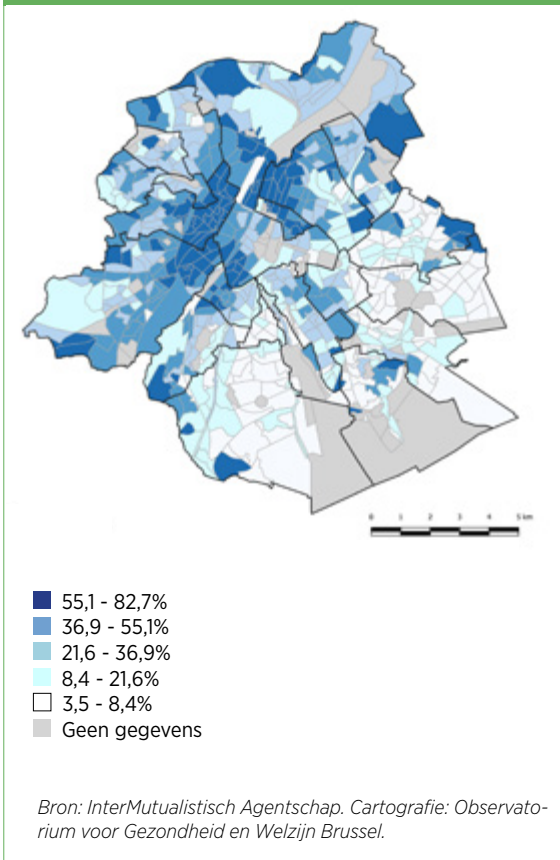 0 1 2 3 4 5 km
55,1 - 82,7%
36,9 - 55,1%
21,6 - 36,9%
8,4 - 21,6%
3,5 - 8,4%
Geen gegevens
Bron: InterMutualistisch Agentschap. Cartografie: Observato-
rium voor Gezondheid en Welzijn Brussel.